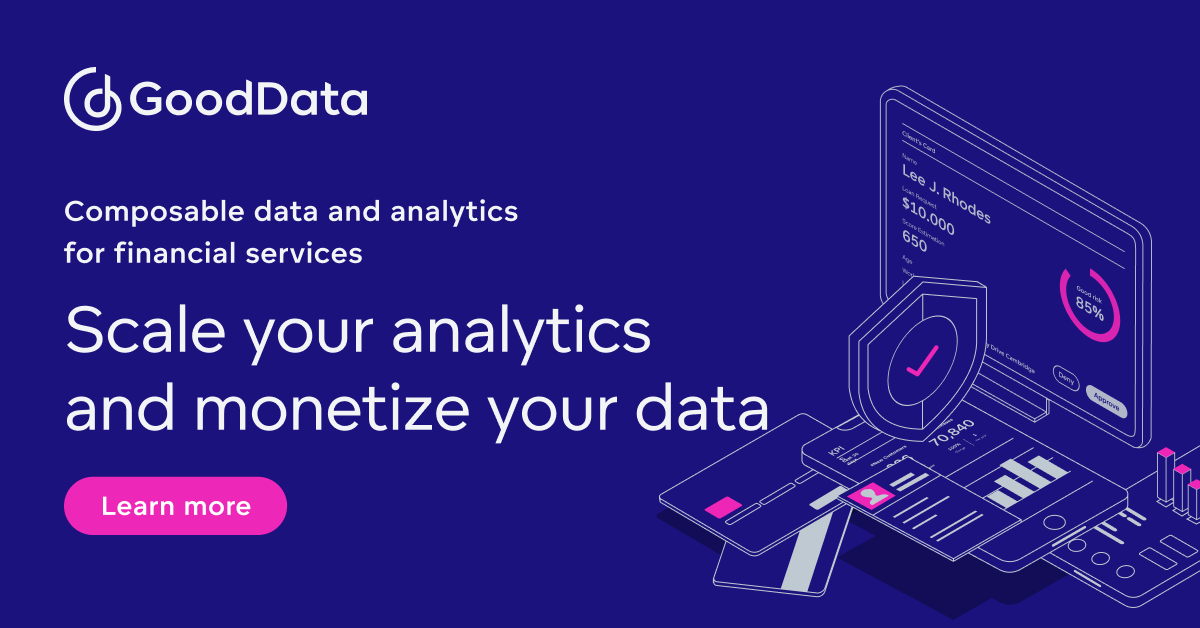 GoodData
Composable data and analytics
for financial services
Scale your analytics
and monetize your data
Learn more
Client's Card
Name
Lee J. Rhodes
Loan Request
$10.000
Score Estimation
650
Age
Good risk
85%
Drive Cambridge
Deny
Approve
KPI
70,840